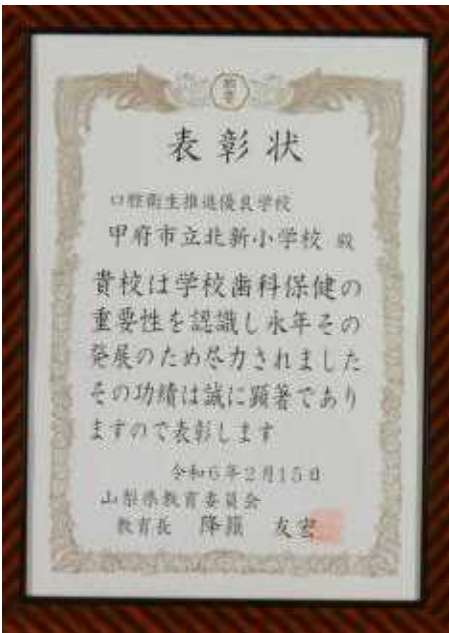 表彰状
口腔衛生推進優良学校
甲府市立北新小学校 殿
貴校は学校歯科保健の
重要性を認識し永年その
発展のため尽力されました
その功績は誠に顕著であり
ますので表彰します
令和6年2月15日
山梨県教育委員会
教育長 降籏 友宏